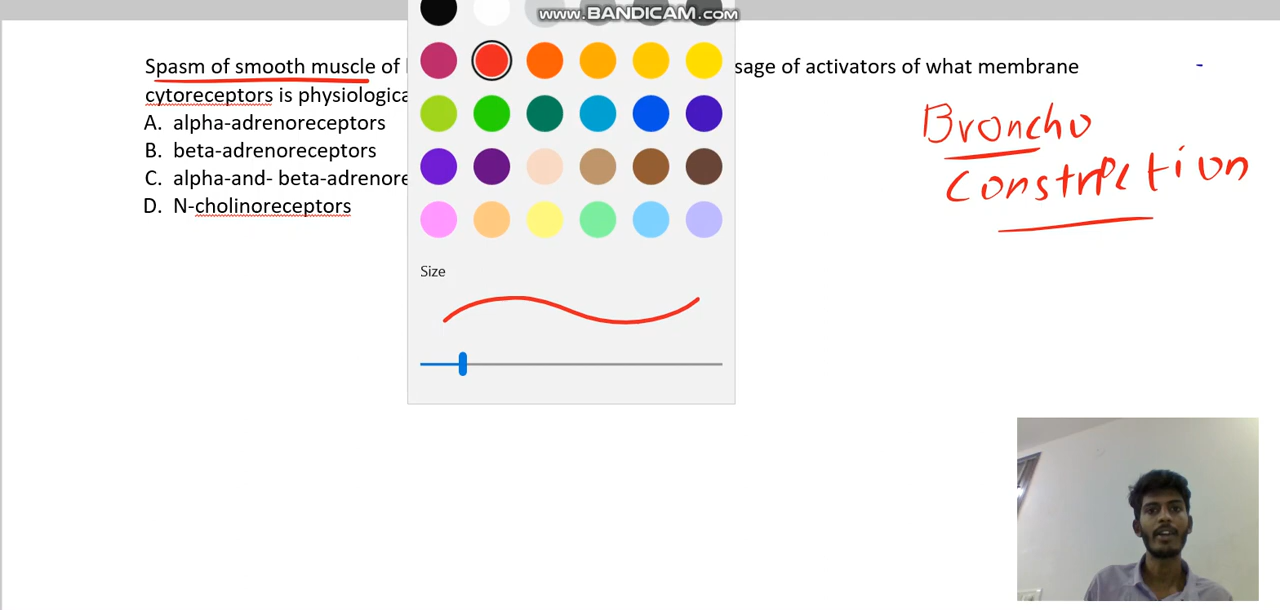 www.BANDICAM.com
Spasm of smooth muscle of sage of activators of what membrane
cytoreceptors is physiologica
A. alpha-adrenoreceptors
B. beta-adrenoreceptors
C. alpha-and- beta-adrenore
D. N-cholinoreceptors
Broncho
Constriction
Size